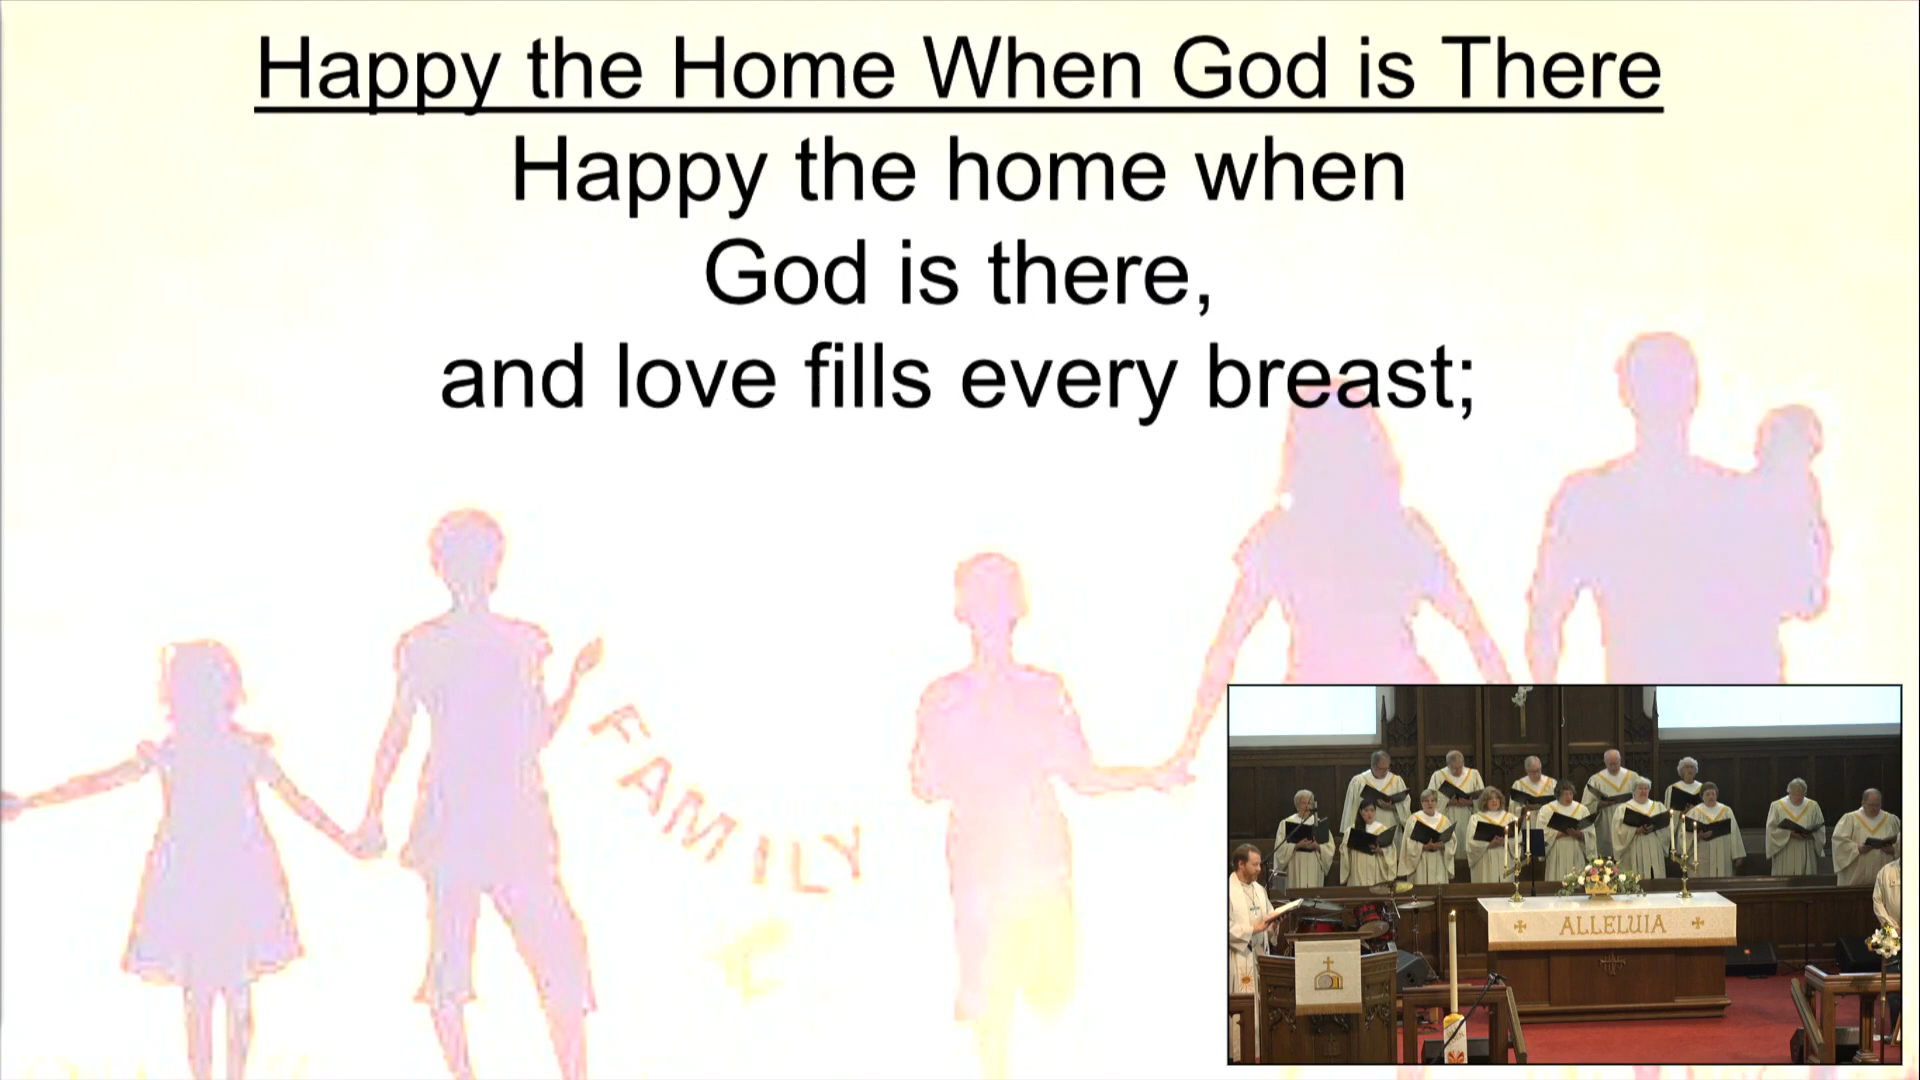 Happy the Home When God is There
Happy the home when
God is there,
and love fills every breast;
FAMILY
ALLELUIA